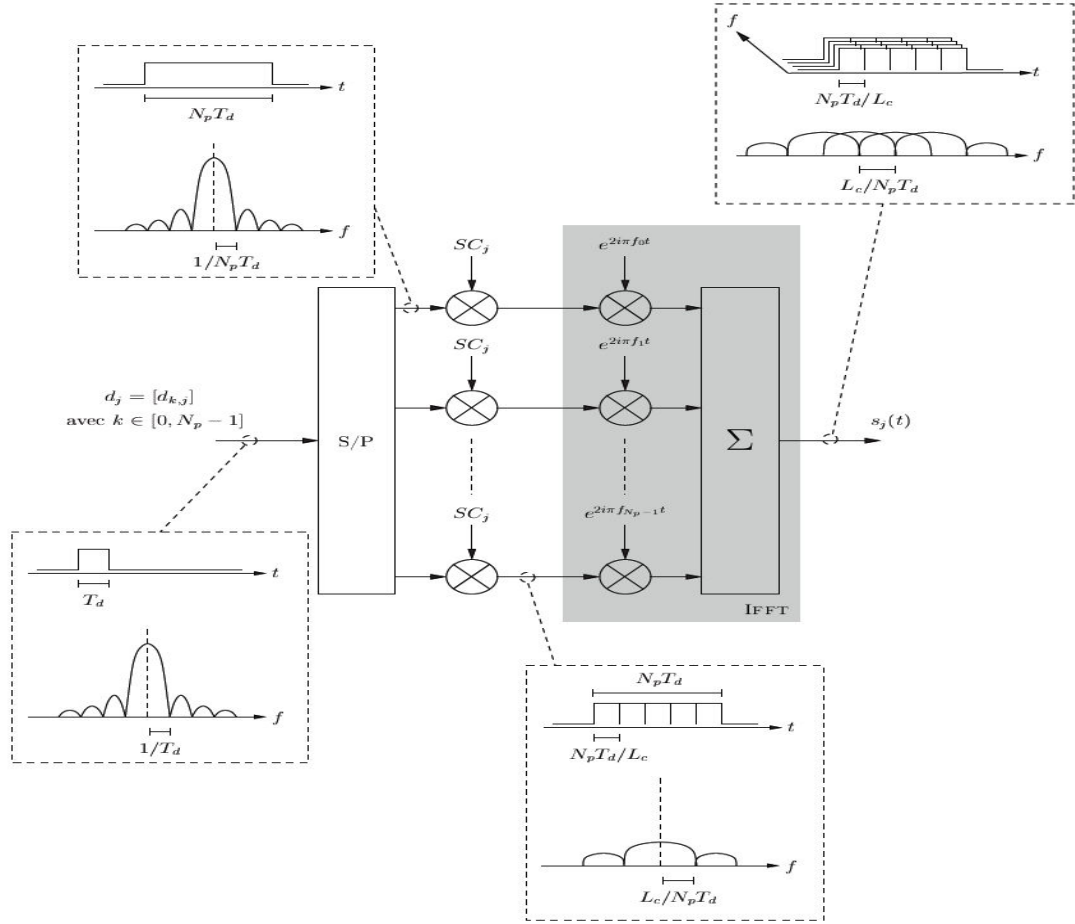 f
t
N_pT_d/L_c
f
L_c/N_pT_d
t
N_pT_d
f
1/N_pT_d
SC_j
e^{2iπf_0t}
SC_j
e^{2iπf_1t}
d_j = [d_{k,j}]
avec k ∈ [0, N_p − 1]
S/P
Σ
s_j(t)
SC_j
e^{2iπf_{N_p−1}t}
IFFT
t
T_d
f
1/T_d
N_pT_d
t
N_pT_d/L_c
f
L_c/N_pT_d